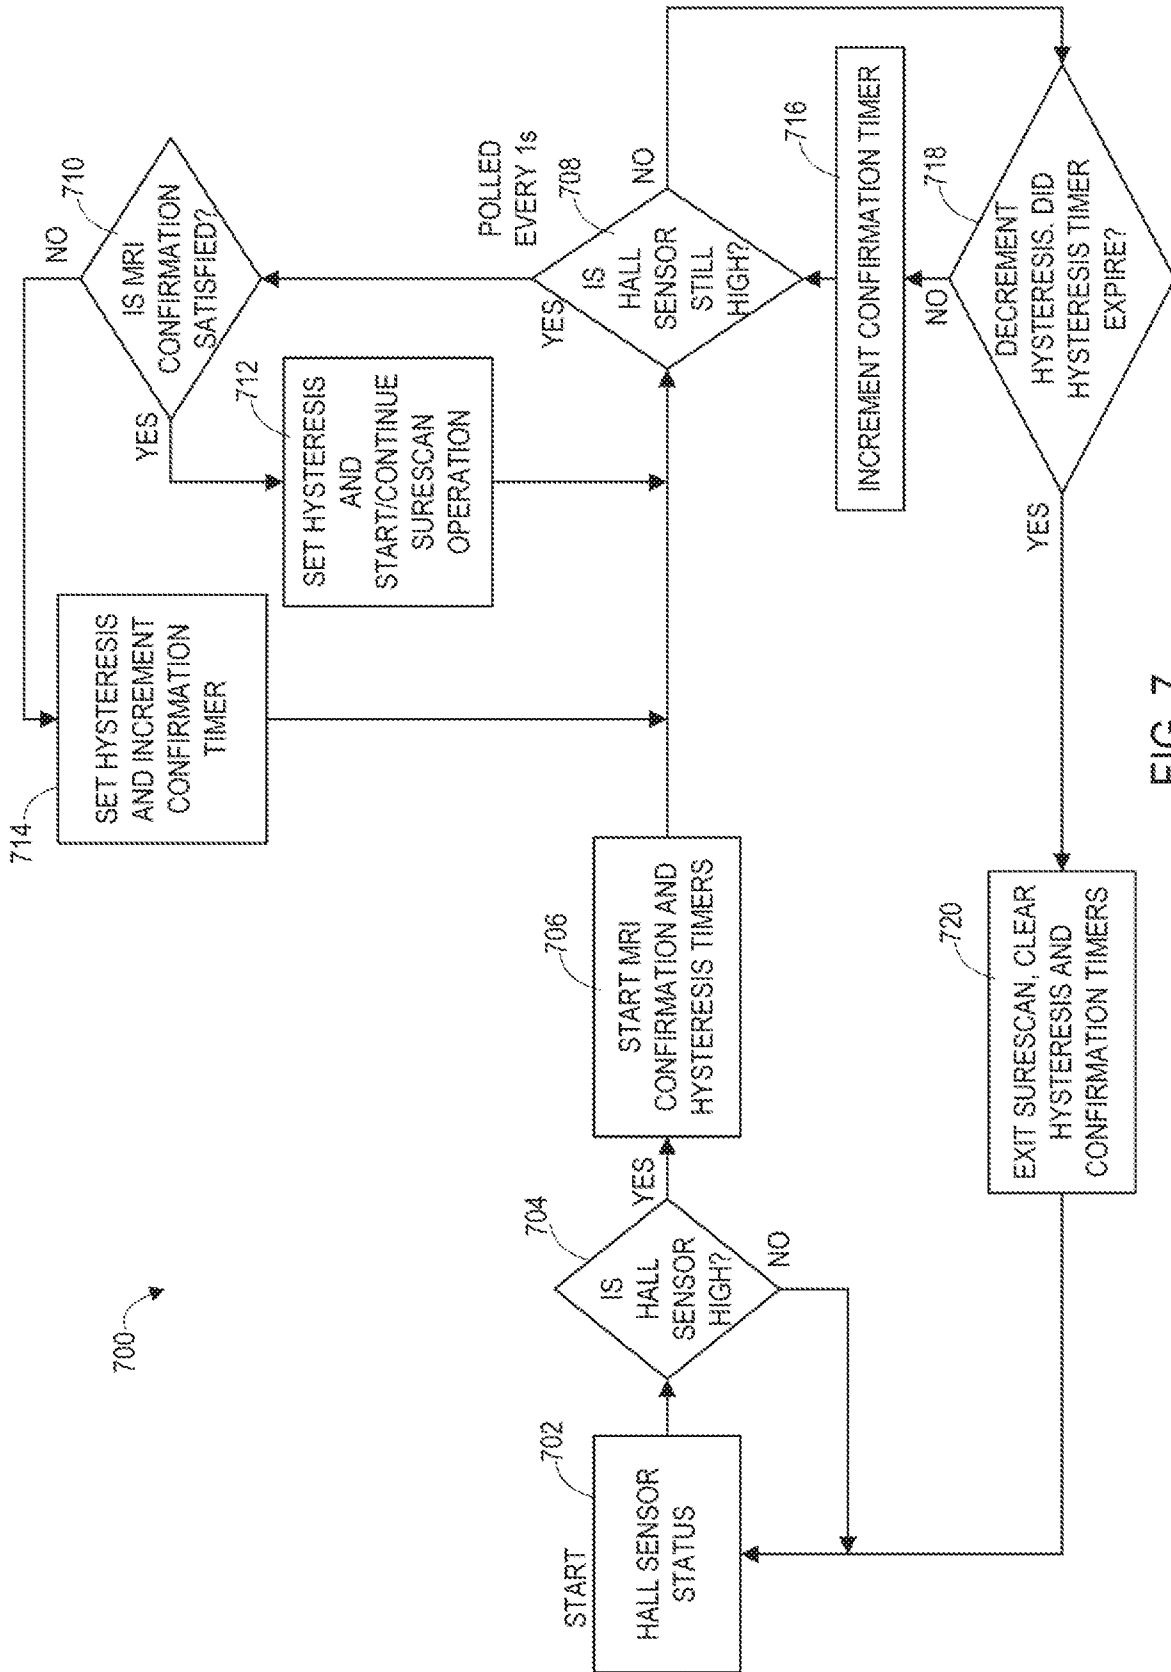 700
START
HALL SENSOR
STATUS
702
IS
HALL
SENSOR
HIGH?
704
YES
NO
START MRI
CONFIRMATION AND
HYSTERESIS TIMERS
706
POLLED
EVERY 1s
IS
HALL
SENSOR
STILL
HIGH?
708
YES
NO
IS MRI
CONFIRMATION
SATISFIED?
710
YES
NO
SET HYSTERESIS
AND
START/CONTINUE
SURESCAN
OPERATION
712
SET HYSTERESIS
AND INCREMENT
CONFIRMATION
TIMER
714
INCREMENT CONFIRMATION TIMER
716
DECREMENT
HYSTERESIS. DID
HYSTERESIS TIMER
EXPIRE?
718
NO
YES
EXIT SURESCAN, CLEAR
HYSTERESIS AND
CONFIRMATION TIMERS
720
FIG. 7